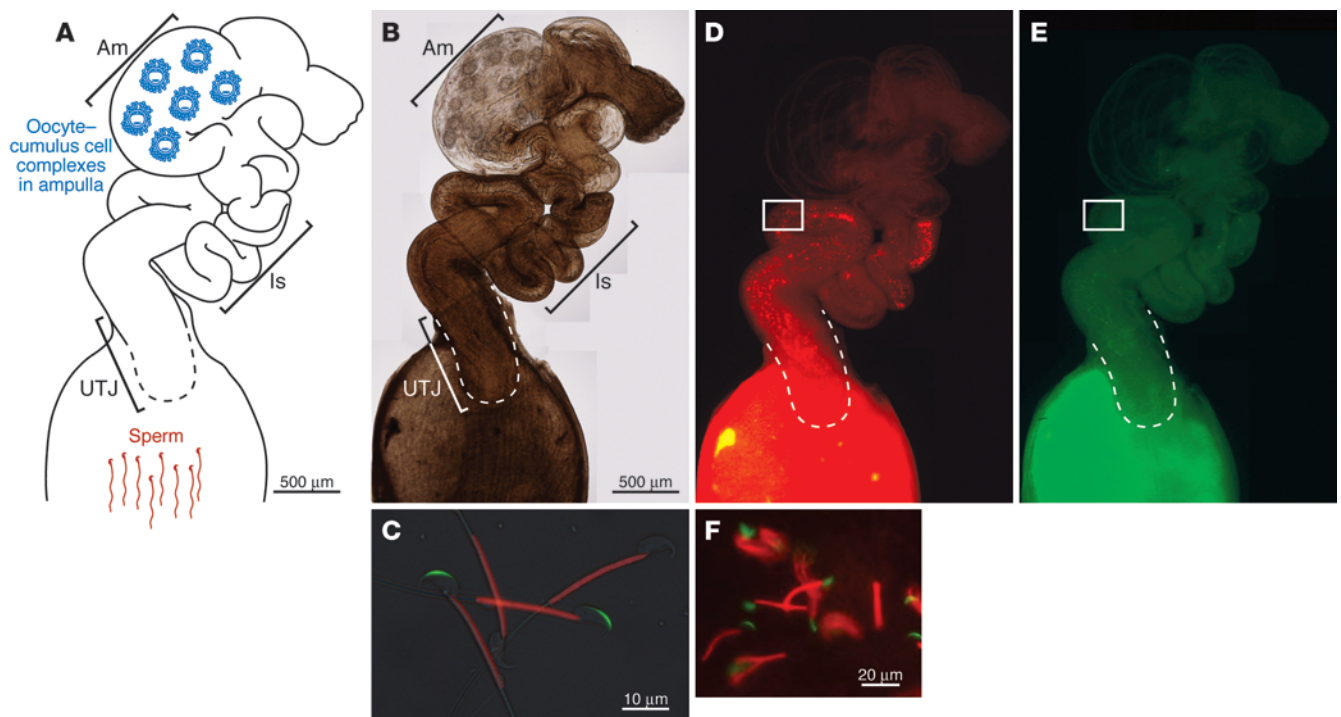 A
Am
Oocyte–
cumulus cell
complexes
in ampulla
Is
UTJ
Sperm
500 μm
B
Am
Is
UTJ
500 μm
D
E
C
10 μm
F
20 μm